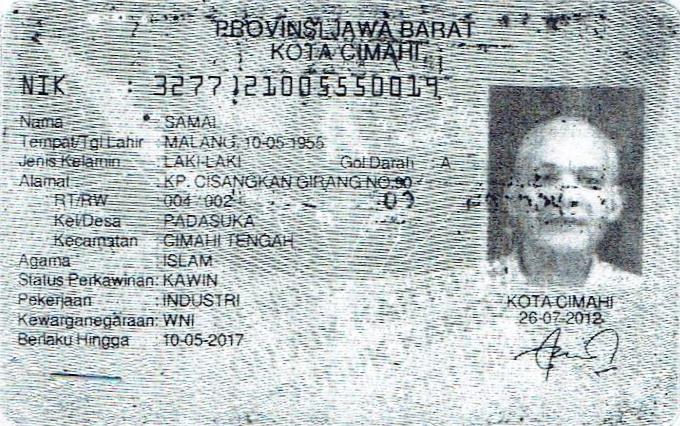 PROVINSI JAWA BARAT
KOTA CIMAHI
NIK : 3277121005550019
Nama : SAMAI
Tempat/Tgl Lahir : MALANG, 10-05-1955
Jenis Kelamin : LAKI-LAKI Gol Darah : A
Alamat : KP. CISANGKAN GIRANG NO.90
RT/RW : 004 / 002
Kel/Desa : PADASUKA
Kecamatan : CIMAHI TENGAH
Agama : ISLAM
Status Perkawinan: KAWIN
Pekerjaan : INDUSTRI
Kewarganegaraan: WNI
Berlaku Hingga : 10-05-2017
KOTA CIMAHI
26-07-2012